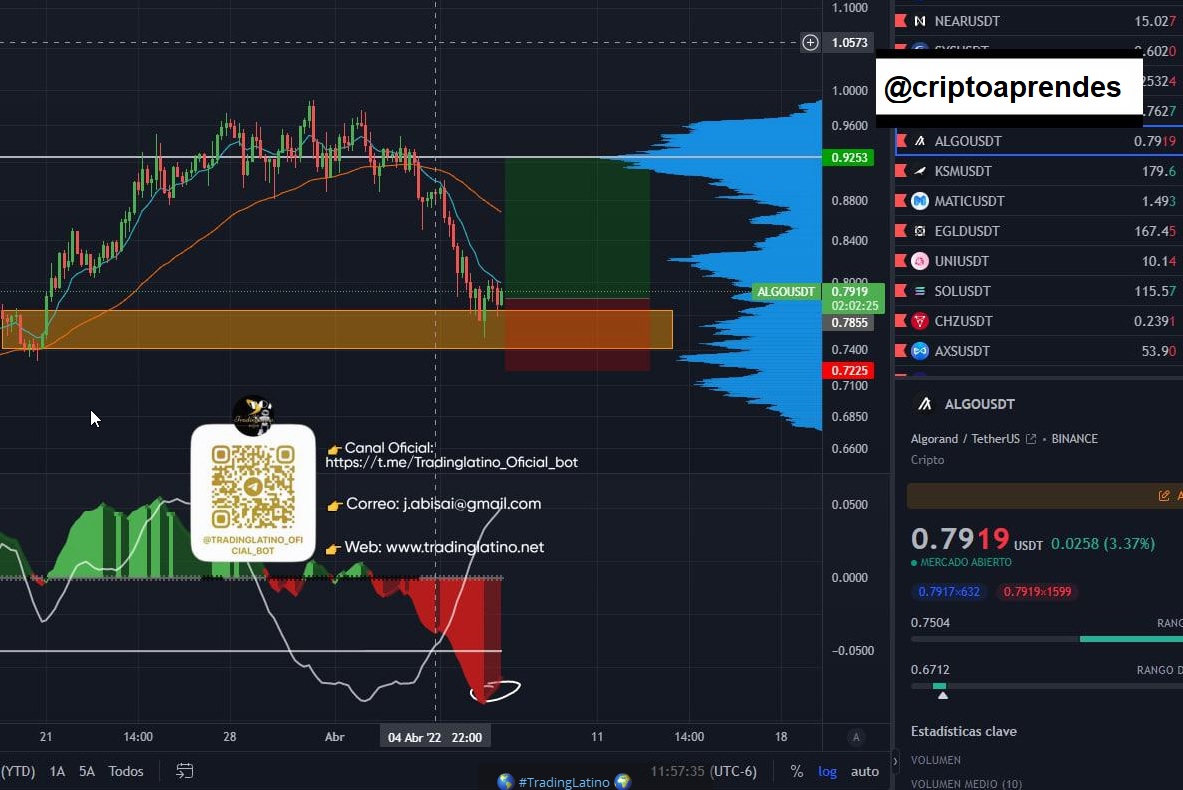 1.1000
1.0573
1.0000
0.9600
0.9253
0.8800
0.8400
0.8000
ALGOUSDT 0.7919
02:02:25
0.7855
0.7400
0.7225
0.7100
0.6850
0.6600
0.0500
0.0000
−0.0500
👉 Canal Oficial:
https://t.me/Tradinglatino_Oficial_bot
👉 Correo: j.abisai@gmail.com
👉 Web: www.tradinglatino.net
@TRADINGLATINO_OFI
CIAL_BOT
21 14:00 28 Abr 04 Abr '22 22:00 11 14:00 18 A
(YTD) 1A 5A Todos
11:57:35 (UTC-6) % log auto
🌎 #TradingLatino 🌍
NEARUSDT 15.027
@criptoaprendes
ALGOUSDT 0.7919
KSMUSDT 179.6
MATICUSDT 1.493
EGLDUSDT 167.45
UNIUSDT 10.14
SOLUSDT 115.57
CHZUSDT 0.2391
AXSUSDT 53.90
ALGOUSDT
Algorand / TetherUS • BINANCE
Cripto
0.7919 USDT 0.0258 (3.37%)
MERCADO ABIERTO
0.7917×632 0.7919×1599
0.7504 RANG
0.6712 RANGO D
Estadísticas clave
VOLUMEN
VOLUMEN MEDIO (10)